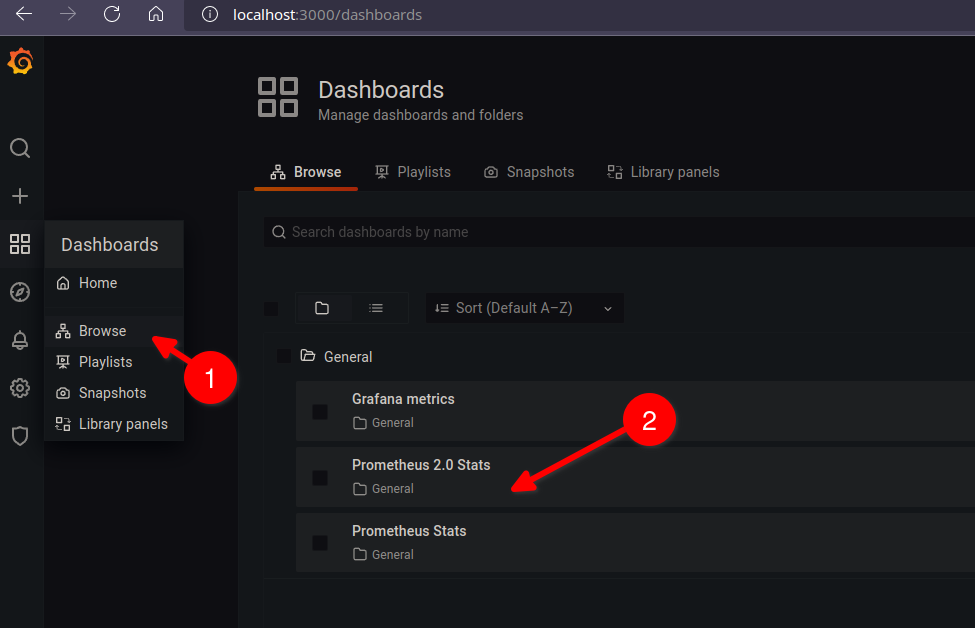 localhost:3000/dashboards
Dashboards
Manage dashboards and folders
Browse Playlists Snapshots Library panels
Search dashboards by name
Dashboards
Home
Browse
Playlists
Snapshots
Library panels
1
Sort (Default A–Z)
General
Grafana metrics
General
2
Prometheus 2.0 Stats
General
Prometheus Stats
General